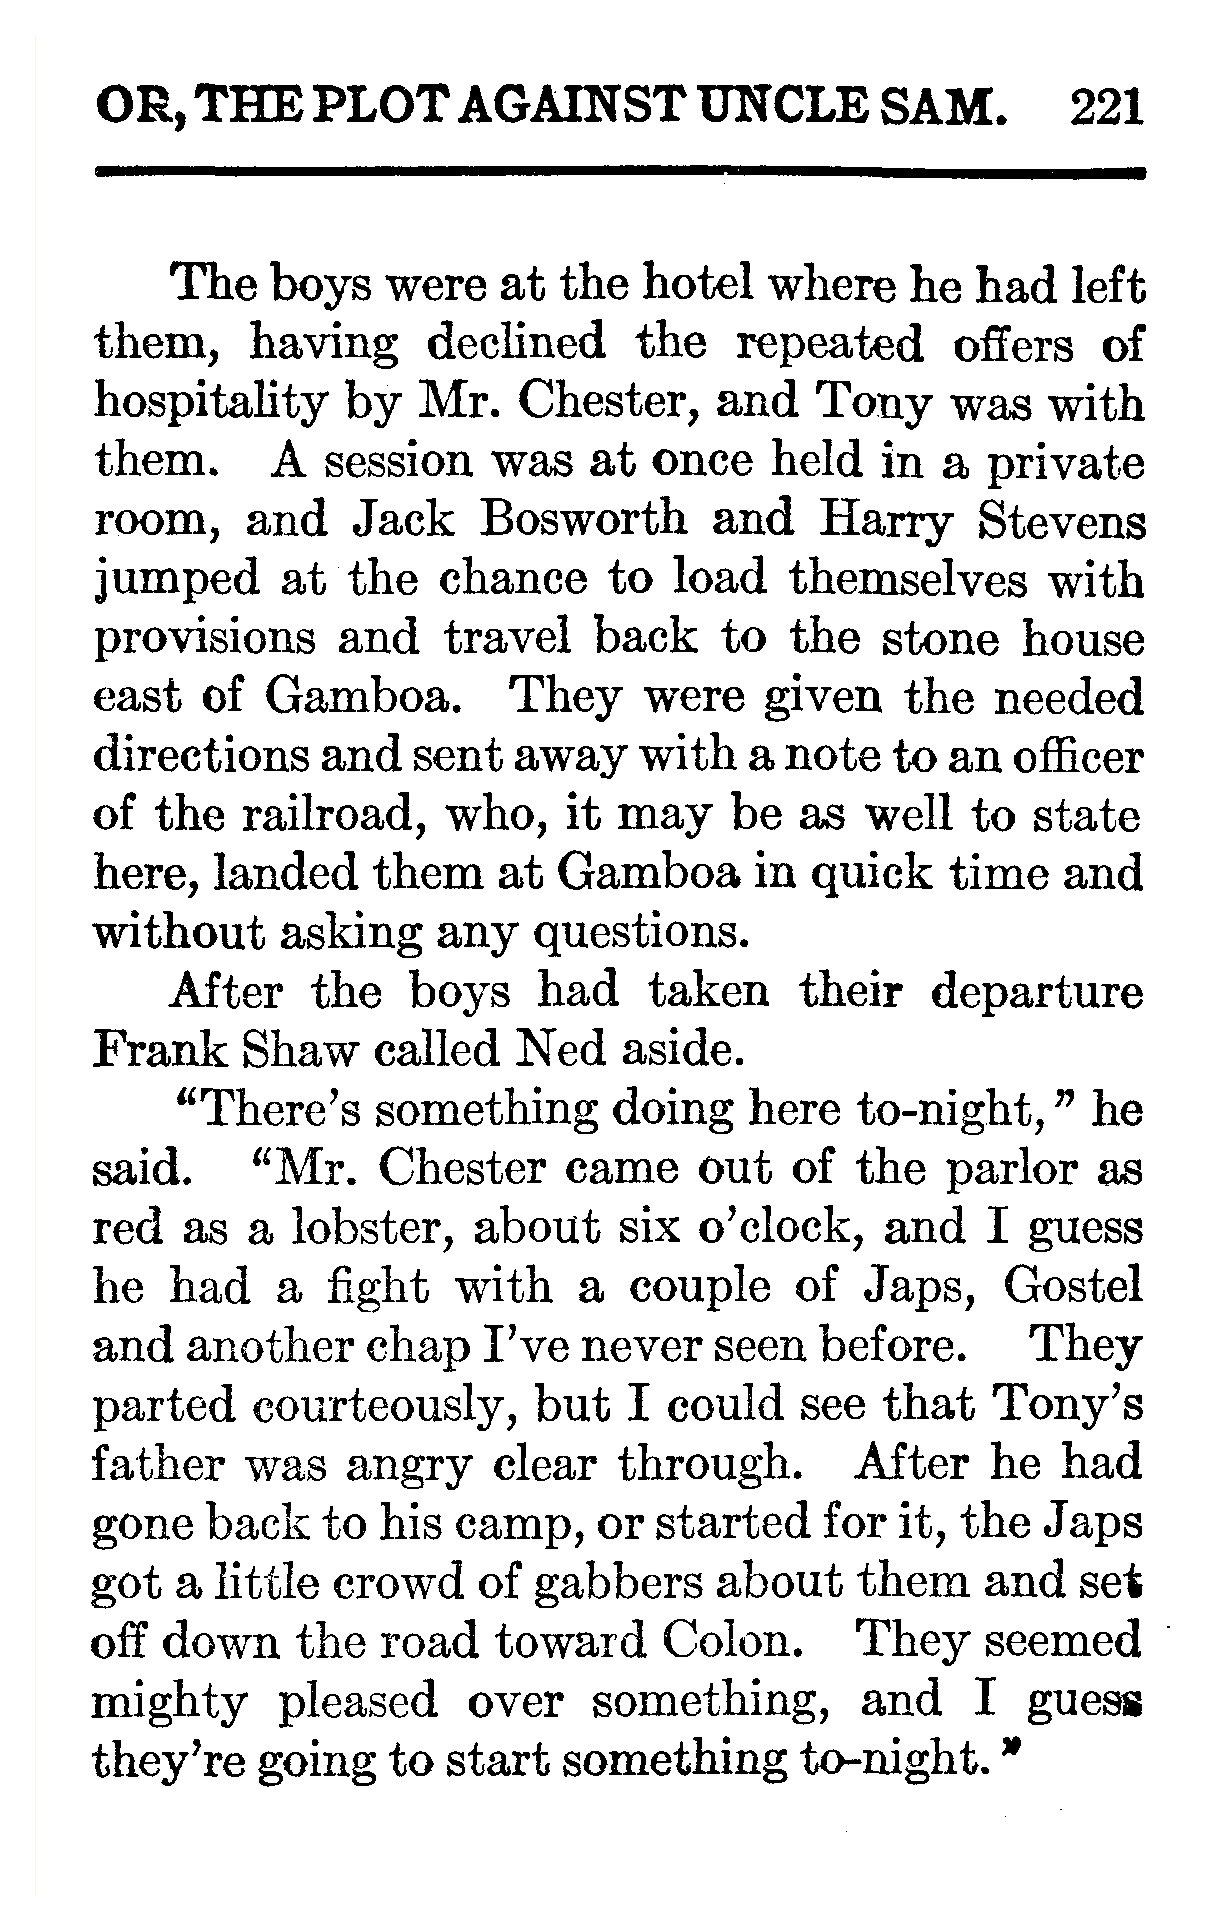 OR, THE PLOT AGAINST UNCLE SAM. 221
The boys were at the hotel where he had left
them, having declined the repeated offers of
hospitality by Mr. Chester, and Tony was with
them. A session was at once held in a private
room, and Jack Bosworth and Harry Stevens
jumped at the chance to load themselves with
provisions and travel back to the stone house
east of Gamboa. They were given the needed
directions and sent away with a note to an officer
of the railroad, who, it may be as well to state
here, landed them at Gamboa in quick time and
without asking any questions.
After the boys had taken their departure
Frank Shaw called Ned aside.
“There’s something doing here to-night,” he
said. “Mr. Chester came out of the parlor as
red as a lobster, about six o’clock, and I guess
he had a fight with a couple of Japs, Gostel
and another chap I’ve never seen before. They
parted courteously, but I could see that Tony’s
father was angry clear through. After he had
gone back to his camp, or started for it, the Japs
got a little crowd of gabbers about them and set
off down the road toward Colon. They seemed
mighty pleased over something, and I guess
they’re going to start something to-night.”